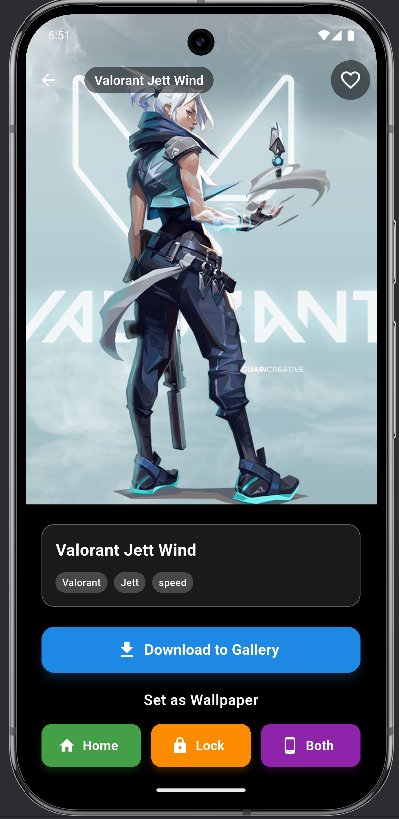 6:51
Valorant Jett Wind
VALORANT
GUARICREATIVE
Valorant Jett Wind
Valorant Jett speed
Download to Gallery
Set as Wallpaper
Home Lock Both